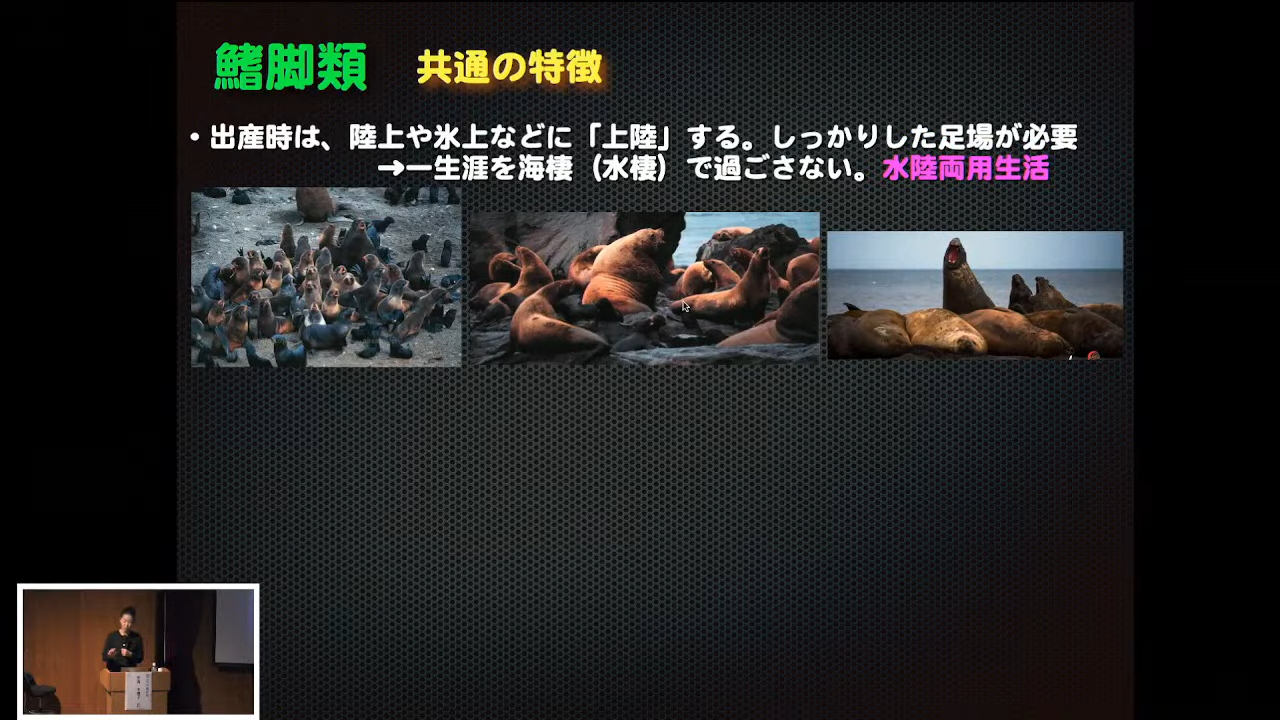 鰭脚類 共通の特徴
• 出産時は、陸上や氷上などに「上陸」する。しっかりした足場が必要
→一生涯を海棲（水棲）で過ごさない。水陸両用生活